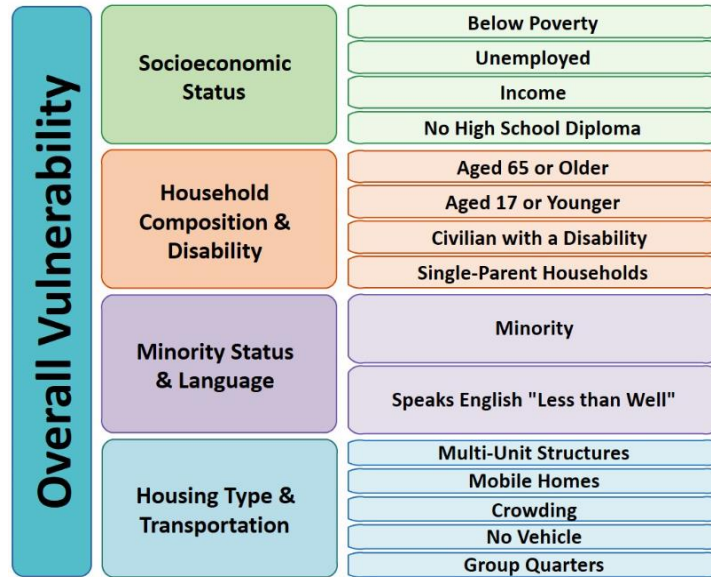 Overall Vulnerability
Socioeconomic
Status
Below Poverty
Unemployed
Income
No High School Diploma
Household
Composition &
Disability
Aged 65 or Older
Aged 17 or Younger
Civilian with a Disability
Single-Parent Households
Minority Status
& Language
Minority
Speaks English "Less than Well"
Housing Type &
Transportation
Multi-Unit Structures
Mobile Homes
Crowding
No Vehicle
Group Quarters